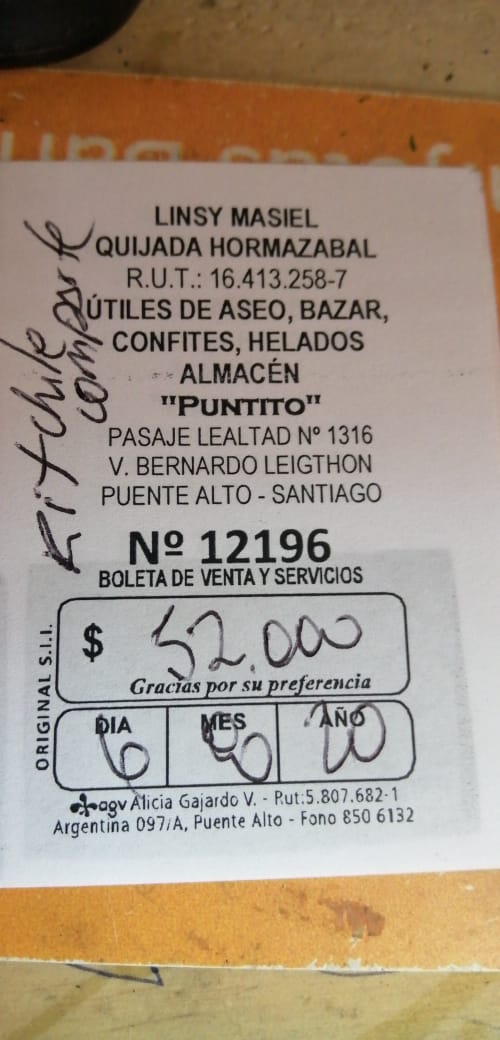 LINSY MASIEL
QUIJADA HORMAZABAL
R.U.T.: 16.413.258-7
ÚTILES DE ASEO, BAZAR,
CONFITES, HELADOS
ALMACÉN
"PUNTITO"
PASAJE LEALTAD Nº 1316
V. BERNARDO LEIGTHON
PUENTE ALTO - SANTIAGO
Kit chile
comparte
Nº 12196
BOLETA DE VENTA Y SERVICIOS
ORIGINAL S.I.I.
$ 52.000
Gracias por su preferencia
DIA MES AÑO
6 20
agv Alicia Gajardo V. - Rut:5.807.682-1
Argentina 097/A, Puente Alto - Fono 850 6132